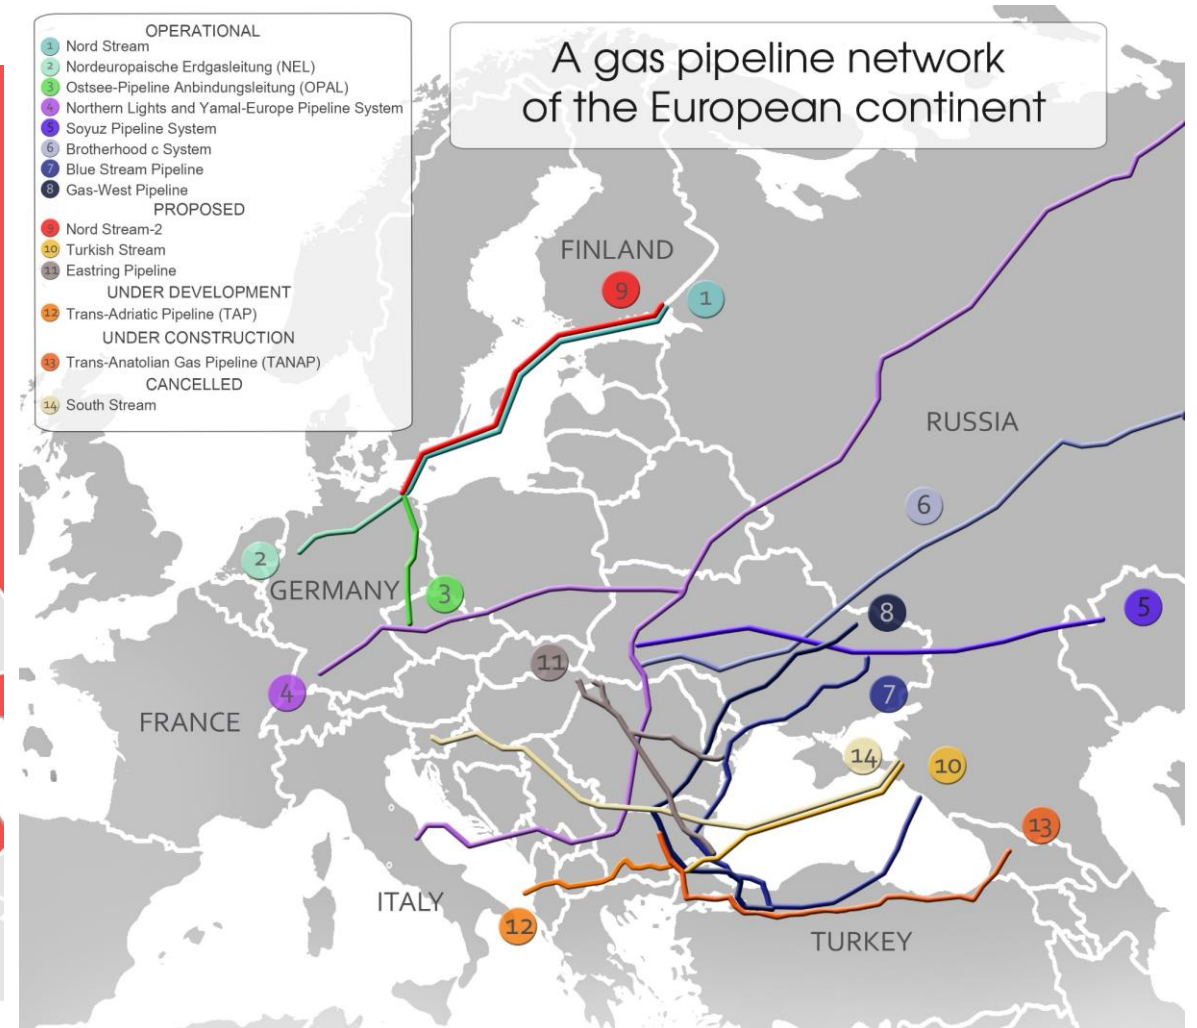 A gas pipeline network
of the European continent
OPERATIONAL
1 Nord Stream
2 Nordeuropaische Erdgasleitung (NEL)
3 Ostsee-Pipeline Anbindungsleitung (OPAL)
4 Northern Lights and Yamal-Europe Pipeline System
5 Soyuz Pipeline System
6 Brotherhood c System
7 Blue Stream Pipeline
8 Gas-West Pipeline
PROPOSED
9 Nord Stream-2
10 Turkish Stream
11 Eastring Pipeline
UNDER DEVELOPMENT
12 Trans-Adriatic Pipeline (TAP)
UNDER CONSTRUCTION
13 Trans-Anatolian Gas Pipeline (TANAP)
CANCELLED
14 South Stream
FINLAND
9
1
RUSSIA
6
2
GERMANY
3
8
5
11
4
7
FRANCE
14
10
13
ITALY
12
TURKEY